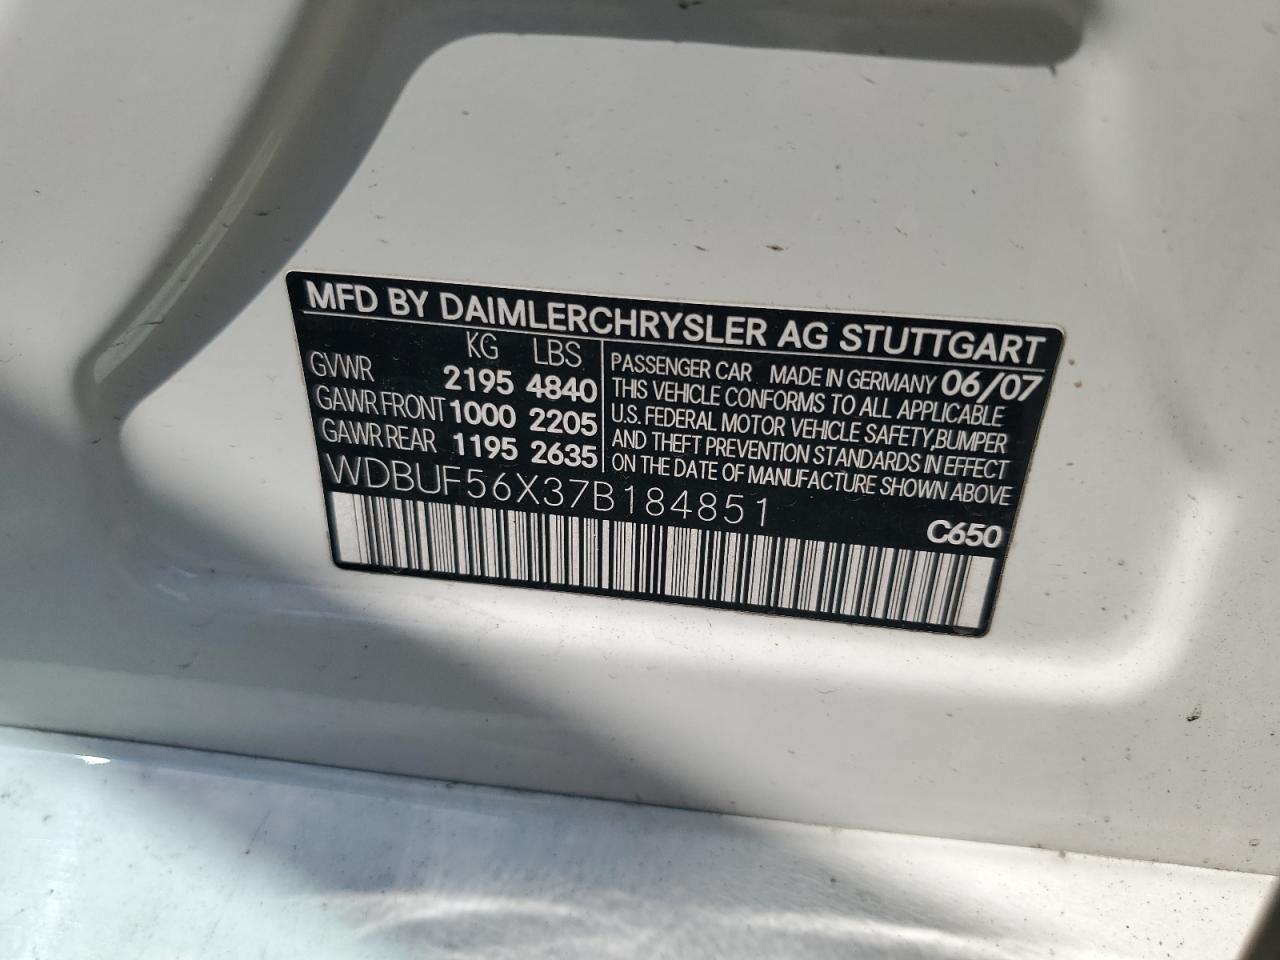 MFD BY DAIMLERCHRYSLER AG STUTTGART
KG LBS
GVWR 2195 4840
GAWR FRONT 1000 2205
GAWR REAR 1195 2635
PASSENGER CAR MADE IN GERMANY 06/07
THIS VEHICLE CONFORMS TO ALL APPLICABLE
U.S. FEDERAL MOTOR VEHICLE SAFETY,BUMPER
AND THEFT PREVENTION STANDARDS IN EFFECT
ON THE DATE OF MANUFACTURE SHOWN ABOVE
WDBUF56X37B184851
C650